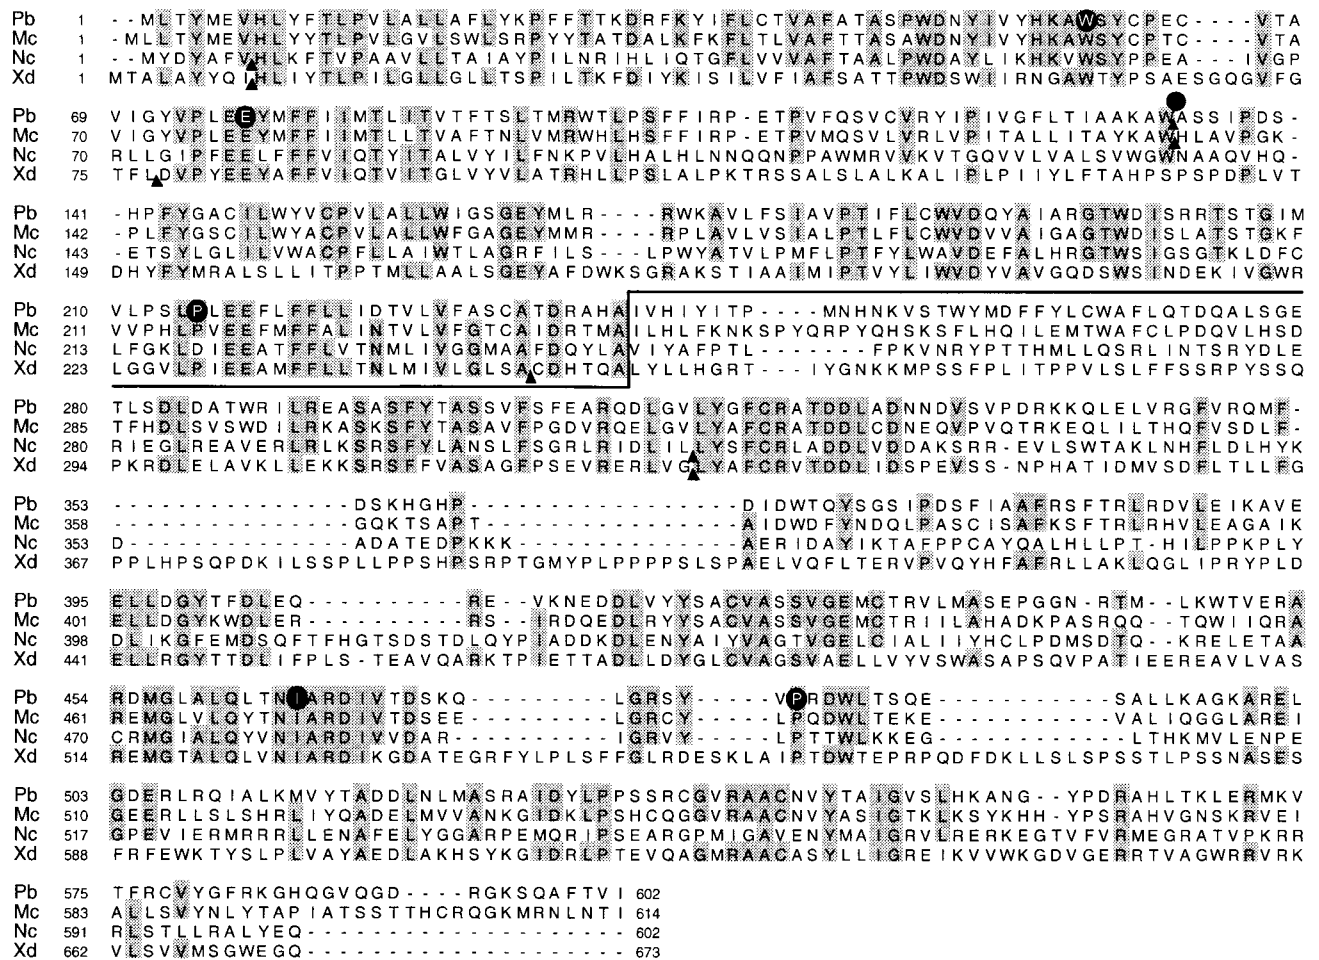 Pb 1 --MLTYMEVHLYFTLPVLALLAFLYKPFFTTKDRFKYIFLCTVAFATASPWDNYIVYHKAWSYCPEC----VTA
Mc 1 -MLLTYMEVHLYYTLPVLGVLSWLSRPYYTATDALKFKFLTLVAFTTASAWDNYIVYHKAWSYCPTC----VTA
Nc 1 --MYDYAFVHLKFTVPAAVLLTAIAYPILNRIHLIQTGFLVVVAFTAALPWDAYLIKHKVWSYPPEA----IVGP
Xd 1 MTALAYYQIHLIYTLPILGLLGLLTSPILTKFDIYKISILVFIAFSATTPWDSWIIRNGAWTYPSAESGQGVFG
Pb 69 VIGYVPLEEYMFFIIMTLITVTFTSLTMRWTLPSFFIRP-ETPVFQSVCVRYIPIVGFLTIAAKAWASSIPDS-
Mc 70 VIGYVPLEEYMFFIIMTLLTVAFTNLVMRWHLHSFFIRP-ETPVMQSVLVRLVPITALLITAYKAWHLAVPGK-
Nc 70 RLLGIPFEELFFFVIQTYITALVYILFNKPVLHALHLNNQQNPPAWMRVVKVTGQVVLVALSVWGWNAAQVHQ-
Xd 75 TFLDVPYEEYAFFVIQTVITGLVYVLATRHLLPSLALPKTRSSALSLALKALIPLPIIYLFTAHPSPSPDPLVT
Pb 141 -HPFYGACILWYVCPVLALLWIGSGEYMLR----RWKAVLFSIAVPTIFLCWVDQYAIARGTWDISRRTSTGIM
Mc 142 -PLFYGSCILWYACPVLALLWFGAGEYMMR----RPLAVLVSIALPTLFLCWVDVVAIGAGTWDISLATSTGKF
Nc 143 -ETSYLGLILVWACPFLLAIWTLAGRFILS----LPWYATVLPMFLPTFYLWAVDEFALHRGTWSIGSGTKLDFC
Xd 149 DHYFYMRALSLLITPPTMLLAALSGEYAFDWKSGRAKSTIAAIMIPTVYLIWVDYVAVGQDSWSINDEKIVGWR
Pb 210 VLPSLPLEEFLFFLLIDTVLVFASCATDRAHAIVHIYITP----MNHNKVSTWYMDFFYLCWAFLQTDQALSGE
Mc 211 VVPHLPVEEFMFFALINTVLVFGTCAIDRTMAILHLFKNKSPYQRPYQHSKSFLHQILEMTWAFCLPDQVLHSD
Nc 213 LFGKLDIEEATFFLVTNMLIVGGMAAFDQYLAVIYAFPTL-------FPKVNRYPTTHMLLQSRLINTSRYDLE
Xd 223 LGGVLPIEEAMFFLLTNLMIVLGLSACDHTQALYLLHGRT---IYGNKKMPSSFPLITPPVLSLFFSSRPYSSQ
Pb 280 TLSDLDATWRILREASASFYTASSVFSFEARQDLGVLYGFCRATDDLADNNDVSVPDRKKQLELVRGFVRQMF-
Mc 285 TFHDLSVSWDILRKASKSFYTASAVFPGDVRQELGVLYAFCRATDDLCDNEQVPVQTRKEQLILTHQFVSDLF-
Nc 280 RIEGLREAVERLRLKSRSFYLANSLFSGRLRIDLILLYSFCRLADDLVDDAKSRR--EVLSWTAKLNHFLDLHYK
Xd 294 PKRDLELAVKLLEKKSRSFFVASAGFPSEVRERLVGLYAFCRVTDDLIDSPEVSS--NPHATIDMVSDFLTLLFG
Pb 353 ---------------DSKHGHP------------------DIDWTQYSGSIPDSFIAAFRSFTRLRDVLEIKAVE
Mc 358 ---------------GQKTSAPT-----------------AIDWDFYNDQLPASCISAFKSFTRLRHVLEAGAIK
Nc 353 D--------------ADATEDPKKK---------------AERIDAYIKTAFPPCAYQALHLLPT-HILPPKPLY
Xd 367 PPLHPSQPDKILSSPLLPPSHPSRPTGMYPLPPPPSLSPAELVQFLTERVPVQYHFAFRLLAKLQGLIPRYPLD
Pb 395 ELLDGYTFDLEQ----------RE--VKNEDDLVYYSACVASSVGEMCTRVLMASEPGGN-RTM--LKWTVERA
Mc 401 ELLDGYKWDLER----------RS--IRDQEDLRYYSACVASSVGEMCTRIILAHADKPASRQQ--TQWIIQRA
Nc 398 DLIKGFEMDSQFTFHGTSDSTDLQYPIADDKDLENYAIYVAGTVGELCIALIIYHCLPDMSDTQ--KRELETAA
Xd 441 ELLRGYTTDLIFPLS-TEAVQARKTPIETTADLLDYGLCVAGSVAELLVYVSWASAPSQVPATIEEREAVLVAS
Pb 454 RDMGLALQLTNIARDIVTDSKQ----------LGRSY-----VPRDWLTSQE-----------SALLKAGKAREL
Mc 461 REMGLVLQYTNIARDIVTDSEE----------LGRCY-----LPQDWLTEKE-----------VALIQGGLAREI
Nc 470 CRMGIALQYVNIARDIVVDAR-----------IGRVY-----LPTTWLKKEG-----------LTHKMVLENPE
Xd 514 REMGTALQLVNIARDIKGDATEGRFYLPLSFFGLRDESKLAIPTDWTEPRPQDFDKLLSLSPSSTLPSSNASES
Pb 503 GDERLRQIALKMVYTADDLNLMASRAIDYLPPSSRCGVRAACNVYTAIGVSLHKANG--YPDRAHLTKLERMKV
Mc 510 GEERLLSLSHRLIYQADELMVVANKGIDKLPSHCQGGVRAACNVYASIGTKLKSYKHH-YPSRAHVGNSKRVEI
Nc 517 GPEVIERMRRRLLENAFELYGGARPEMQRIPSEARGPMIGAVENYMAIGRVLRERKEGTVFVRMEGRATVPKRR
Xd 588 FRFEWKTYSLPLVAYAEDLAKHSYKGIDRLPTEVQAGMRAACASYLLIGREIKVVWKGDVGERRTVAGWRRVRK
Pb 575 TFRCVYGFRKGHQGVQGD----RGKSQAFTVI 602
Mc 583 ALLSVYNLYTAPIATSSTTHCRQGKMRNLNTI 614
Nc 591 RLSTLLRALYEQ-------------------- 602
Xd 662 VLSVVMSGWEGQ-------------------- 673